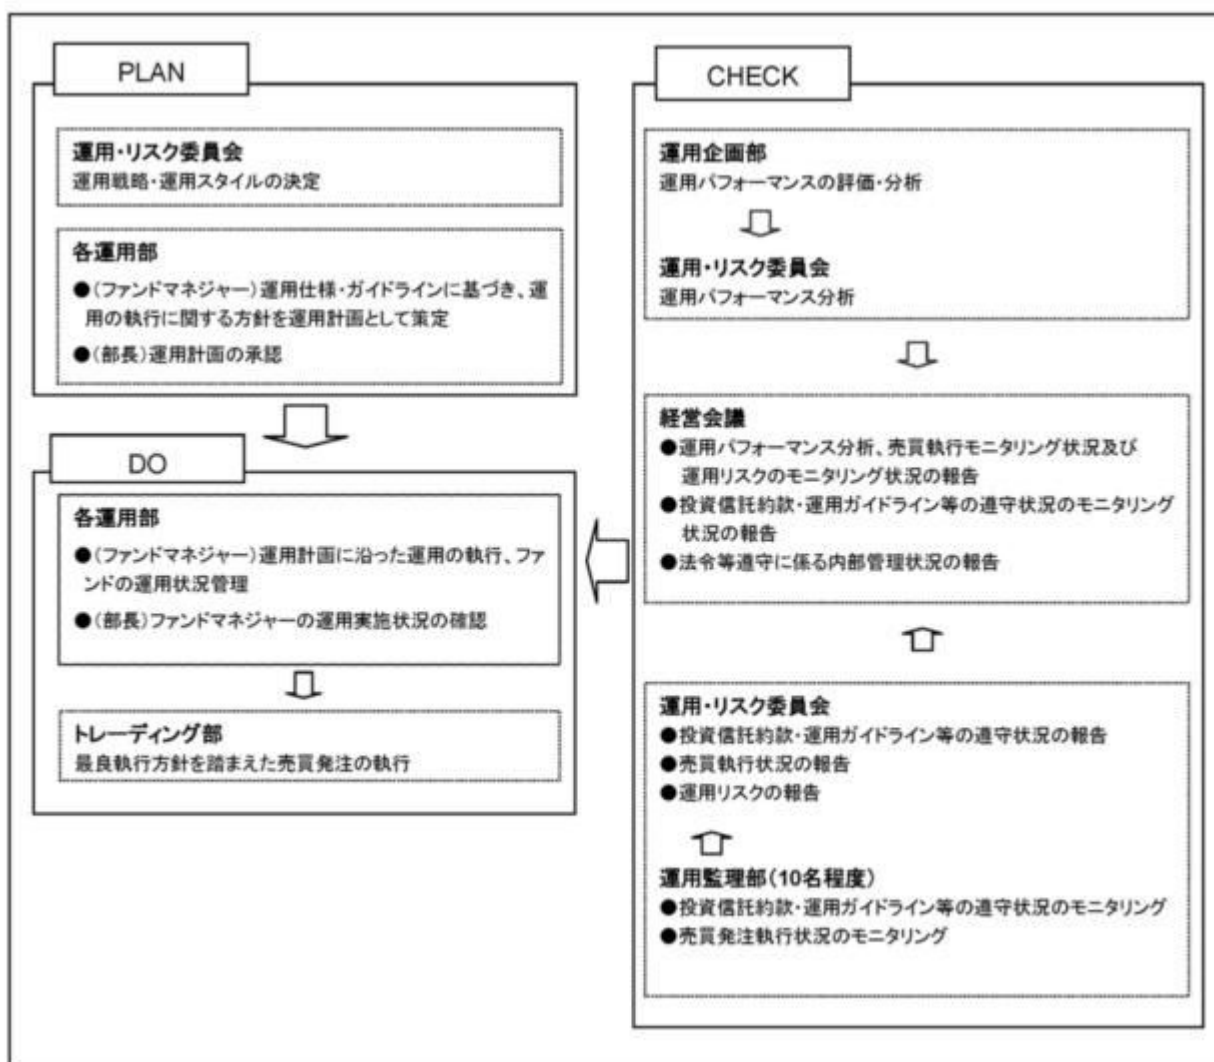 PLAN
運用・リスク委員会
運用戦略・運用スタイルの決定
各運用部
●(ファンドマネジャー)運用仕様・ガイドラインに基づき、運
用の執行に関する方針を運用計画として策定
●(部長)運用計画の承認
DO
各運用部
●(ファンドマネジャー)運用計画に沿った運用の執行、ファ
ンドの運用状況管理
●(部長)ファンドマネジャーの運用実施状況の確認
トレーディング部
最良執行方針を踏まえた売買発注の執行
CHECK
運用企画部
運用パフォーマンスの評価・分析
運用・リスク委員会
運用パフォーマンス分析
経営会議
●運用パフォーマンス分析、売買執行モニタリング状況及び
運用リスクのモニタリング状況の報告
●投資信託約款・運用ガイドライン等の遵守状況のモニタリング
状況の報告
●法令等遵守に係る内部管理状況の報告
運用・リスク委員会
●投資信託約款・運用ガイドライン等の遵守状況の報告
●売買執行状況の報告
●運用リスクの報告
運用監理部(10名程度)
●投資信託約款・運用ガイドライン等の遵守状況のモニタリング
●売買発注執行状況のモニタリング